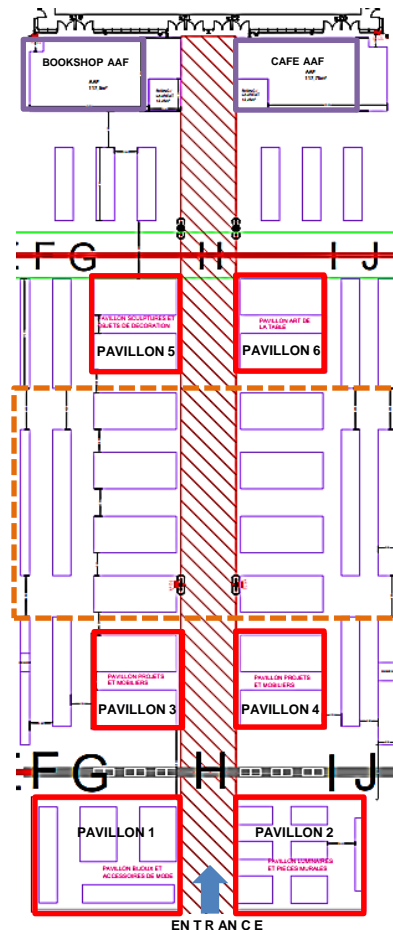 BOOKSHOP AAF
AAF
CAFE AAF
AAF
F G H I J
PAVILLON SCULPTURES ET
OBJETS DE DECORATION
PAVILLON 5
PAVILLON ART DE
LA TABLE
PAVILLON 6
PAVILLON PROJETS
ET MOBILIERS
PAVILLON 3
PAVILLON PROJETS
ET MOBILIERS
PAVILLON 4
F G H I J
PAVILLON 1
PAVILLON BIJOUX ET
ACCESSOIRES DE MODE
PAVILLON 2
PAVILLON LUMINAIRES
ET PIECES MURALES
ENTRANCE